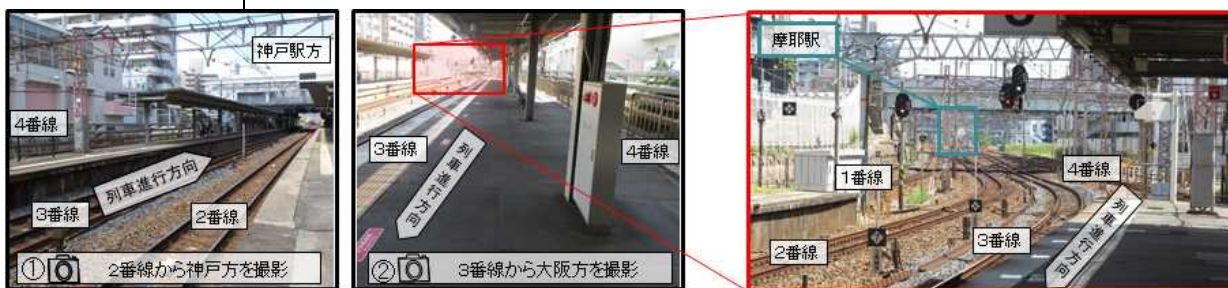 神戸駅方
4番線
列車進行方向
3番線
2番線
① 2番線から神戸方を撮影
3番線
4番線
列車進行方向
② 3番線から大阪方を撮影
摩耶駅
1番線
4番線
2番線
3番線
列車進行方向